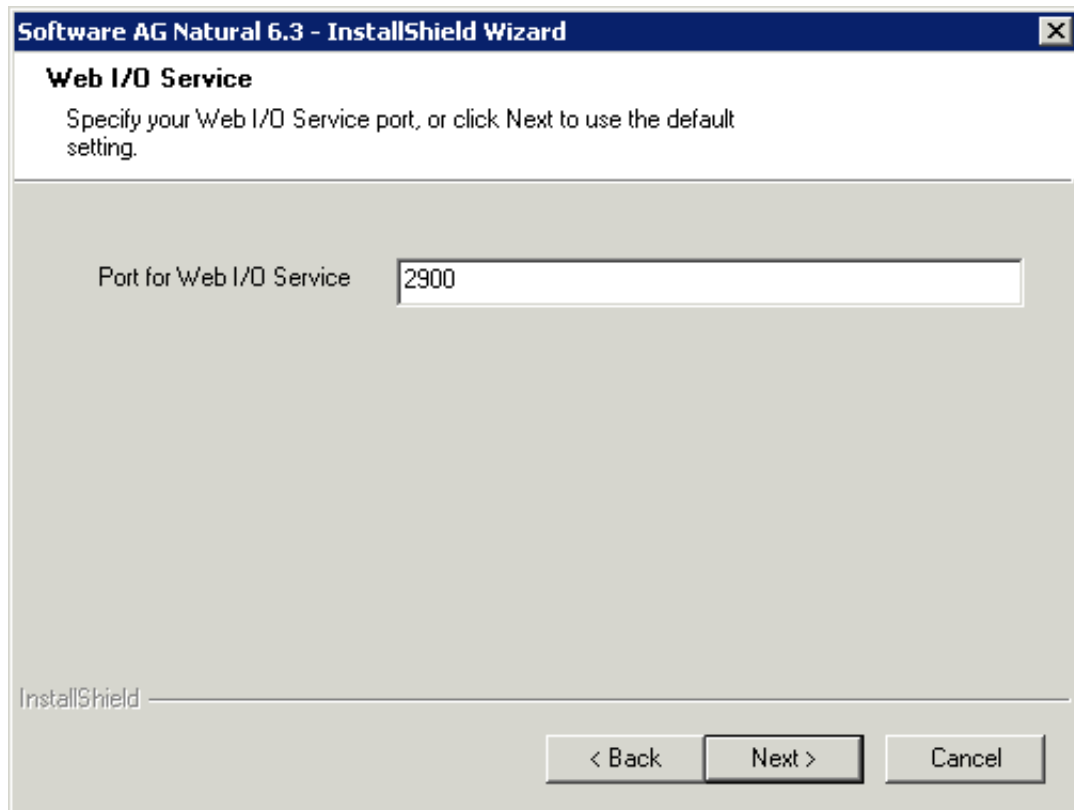 Software AG Natural 6.3 - InstallShield Wizard
Web I/O Service
Specify your Web I/O Service port, or click Next to use the default
setting.
Port for Web I/O Service 2900
InstallShield
< Back Next > Cancel